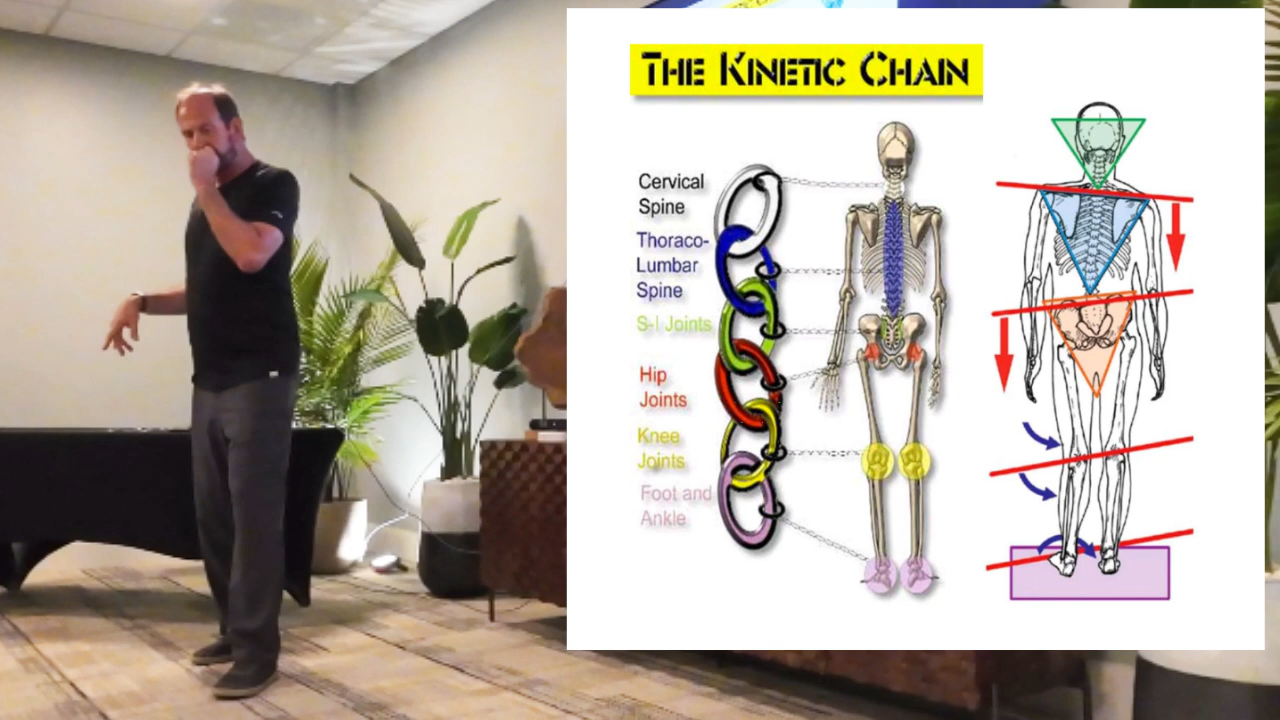 THE KINETIC CHAIN
Cervical
Spine
Thoraco-
Lumbar
Spine
S-I Joints
Hip
Joints
Knee
Joints
Foot and
Ankle